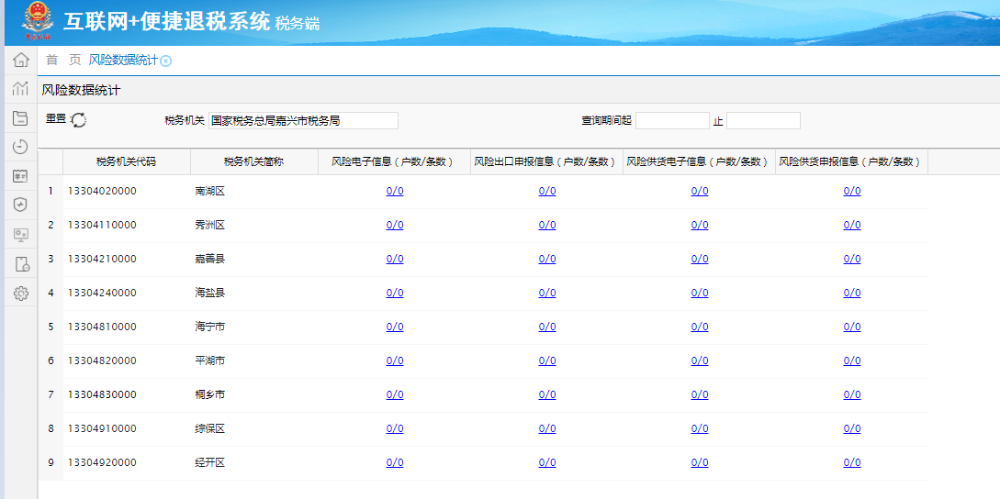 互联网+便捷退税系统 税务端
首 页 风险数据统计
风险数据统计
重置 税务机关 国家税务总局嘉兴市税务局 查询期间起 止
税务机关代码 税务机关简称 风险电子信息（户数/条数） 风险出口申报信息（户数/条数） 风险供货电子信息（户数/条数） 风险供货申报信息（户数/条数）
1 13304020000 南湖区 0/0 0/0 0/0 0/0
2 13304110000 秀洲区 0/0 0/0 0/0 0/0
3 13304210000 嘉善县 0/0 0/0 0/0 0/0
4 13304240000 海盐县 0/0 0/0 0/0 0/0
5 13304810000 海宁市 0/0 0/0 0/0 0/0
6 13304820000 平湖市 0/0 0/0 0/0 0/0
7 13304830000 桐乡市 0/0 0/0 0/0 0/0
8 13304910000 综保区 0/0 0/0 0/0 0/0
9 13304920000 经开区 0/0 0/0 0/0 0/0